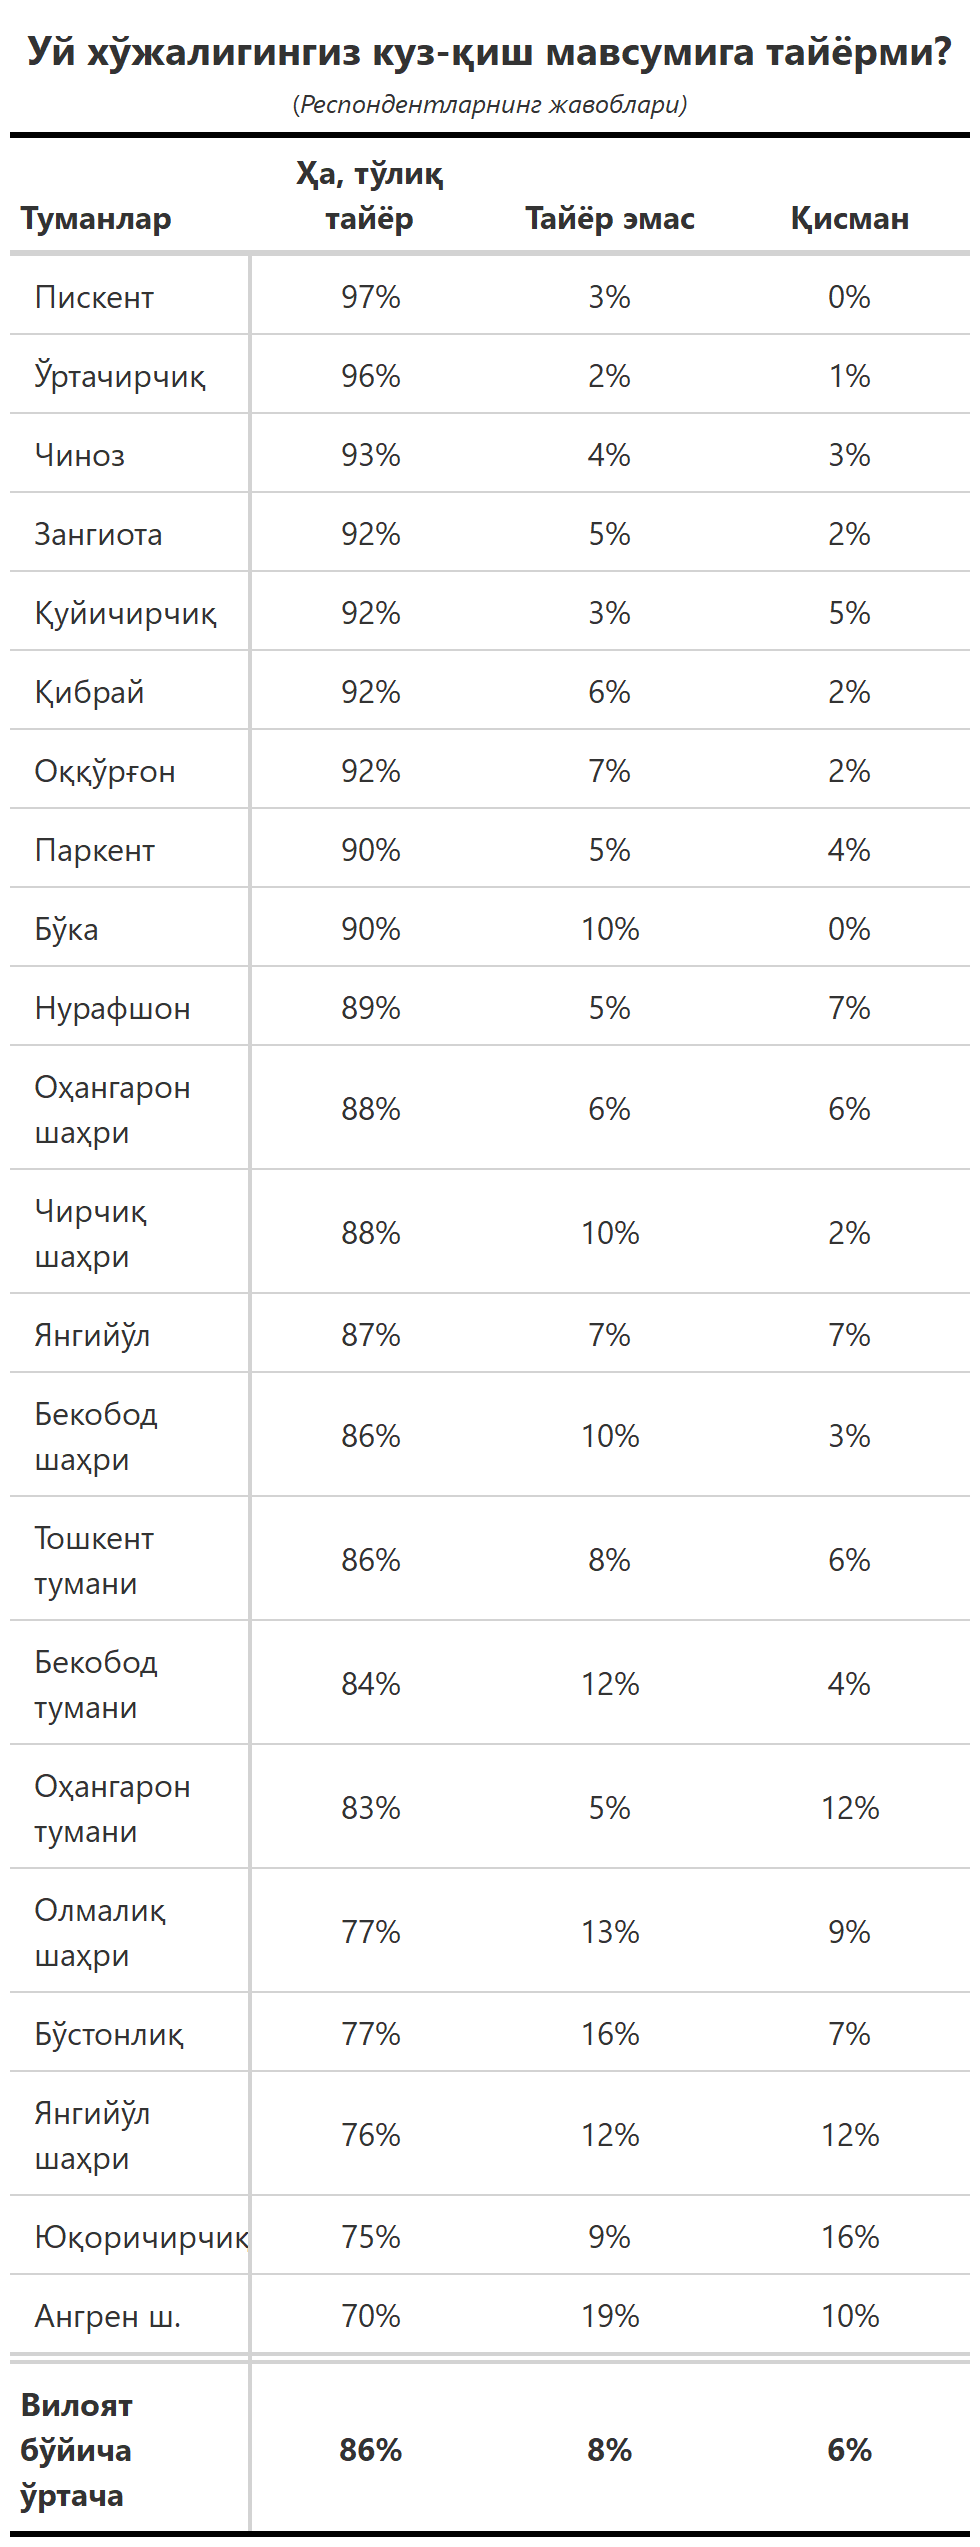 Уй хўжалигингиз куз-қиш мавсумига тайёрми?
(Респондентларнинг жавоблари)
Туманлар Ҳа, тўлиқ тайёр Тайёр эмас Қисман
Пискент 97% 3% 0%
Ўртачирчиқ 96% 2% 1%
Чиноз 93% 4% 3%
Зангиота 92% 5% 2%
Қуйичирчиқ 92% 3% 5%
Қибрай 92% 6% 2%
Оққўрғон 92% 7% 2%
Паркент 90% 5% 4%
Бўка 90% 10% 0%
Нурафшон 89% 5% 7%
Оҳангарон шаҳри 88% 6% 6%
Чирчиқ шаҳри 88% 10% 2%
Янгийўл 87% 7% 7%
Бекобод шаҳри 86% 10% 3%
Тошкент тумани 86% 8% 6%
Бекобод тумани 84% 12% 4%
Оҳангарон тумани 83% 5% 12%
Олмалиқ шаҳри 77% 13% 9%
Бўстонлиқ 77% 16% 7%
Янгийўл шаҳри 76% 12% 12%
Юқоричирчиқ 75% 9% 16%
Ангрен ш. 70% 19% 10%
Вилоят бўйича ўртача 86% 8% 6%